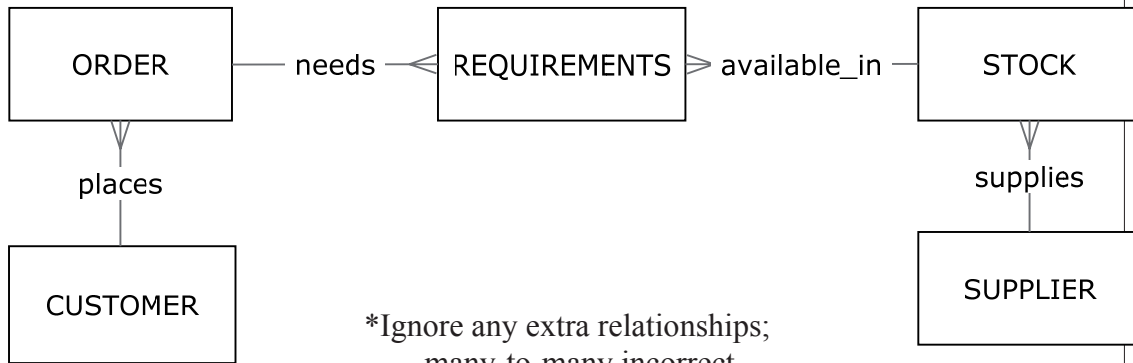 ORDER needs REQUIREMENTS available_in STOCK
places supplies
CUSTOMER SUPPLIER
*Ignore any extra relationships;
many-to-many incorrect